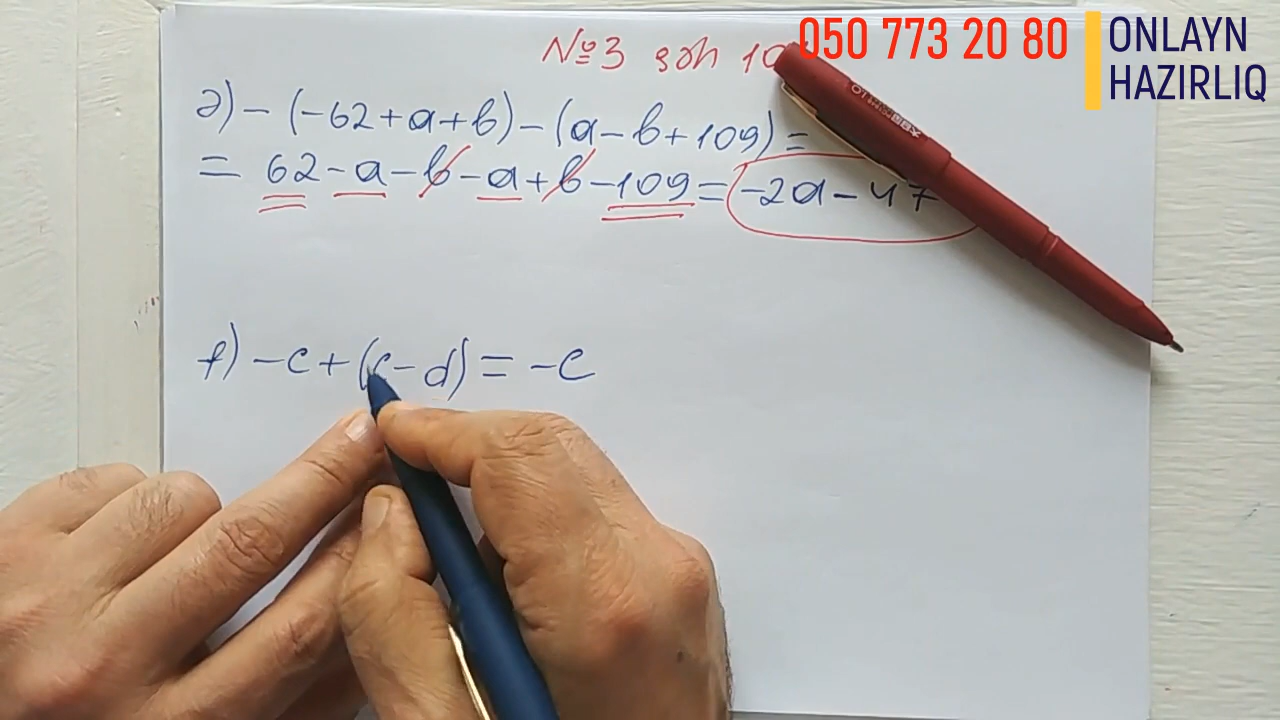 №3 səh 10
050 773 20 80
ONLAYN
HAZIRLIQ
ə) -(-62+a+b)-(a-b+109)=
= 62-a-b-a+b-109=-2a-47
f) -c+(c-d)=-c